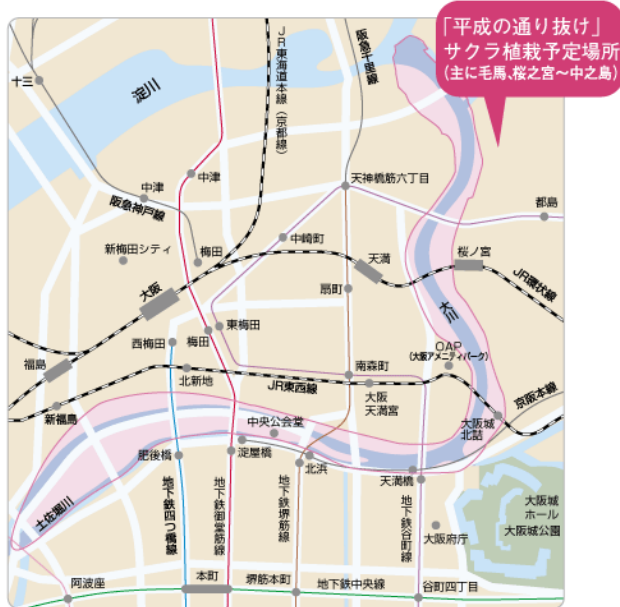 「平成の通り抜け」
サクラ植栽予定場所
(主に毛馬、桜之宮〜中之島)
阪急千里線
JR東海道本線(京都線)
十三
淀川
中津
中津
天神橋筋六丁目
阪急神戸線
都島
中崎町
新梅田シティ
梅田
天満
桜ノ宮
JR環状線
大阪
扇町
大川
東梅田
西梅田
梅田
OAP
(大阪アメニティパーク)
福島
南森町
北新地
JR東西線
大阪
天満宮
京阪本線
新福島
中央公会堂
大阪城
北詰
肥後橋
淀屋橋
北浜
天満橋
土佐堀川
地下鉄四つ橋線
地下鉄御堂筋線
地下鉄堺筋線
地下鉄谷町線
大阪城
ホール
大阪城公園
大阪府庁
阿波座
本町
堺筋本町
地下鉄中央線
谷町四丁目